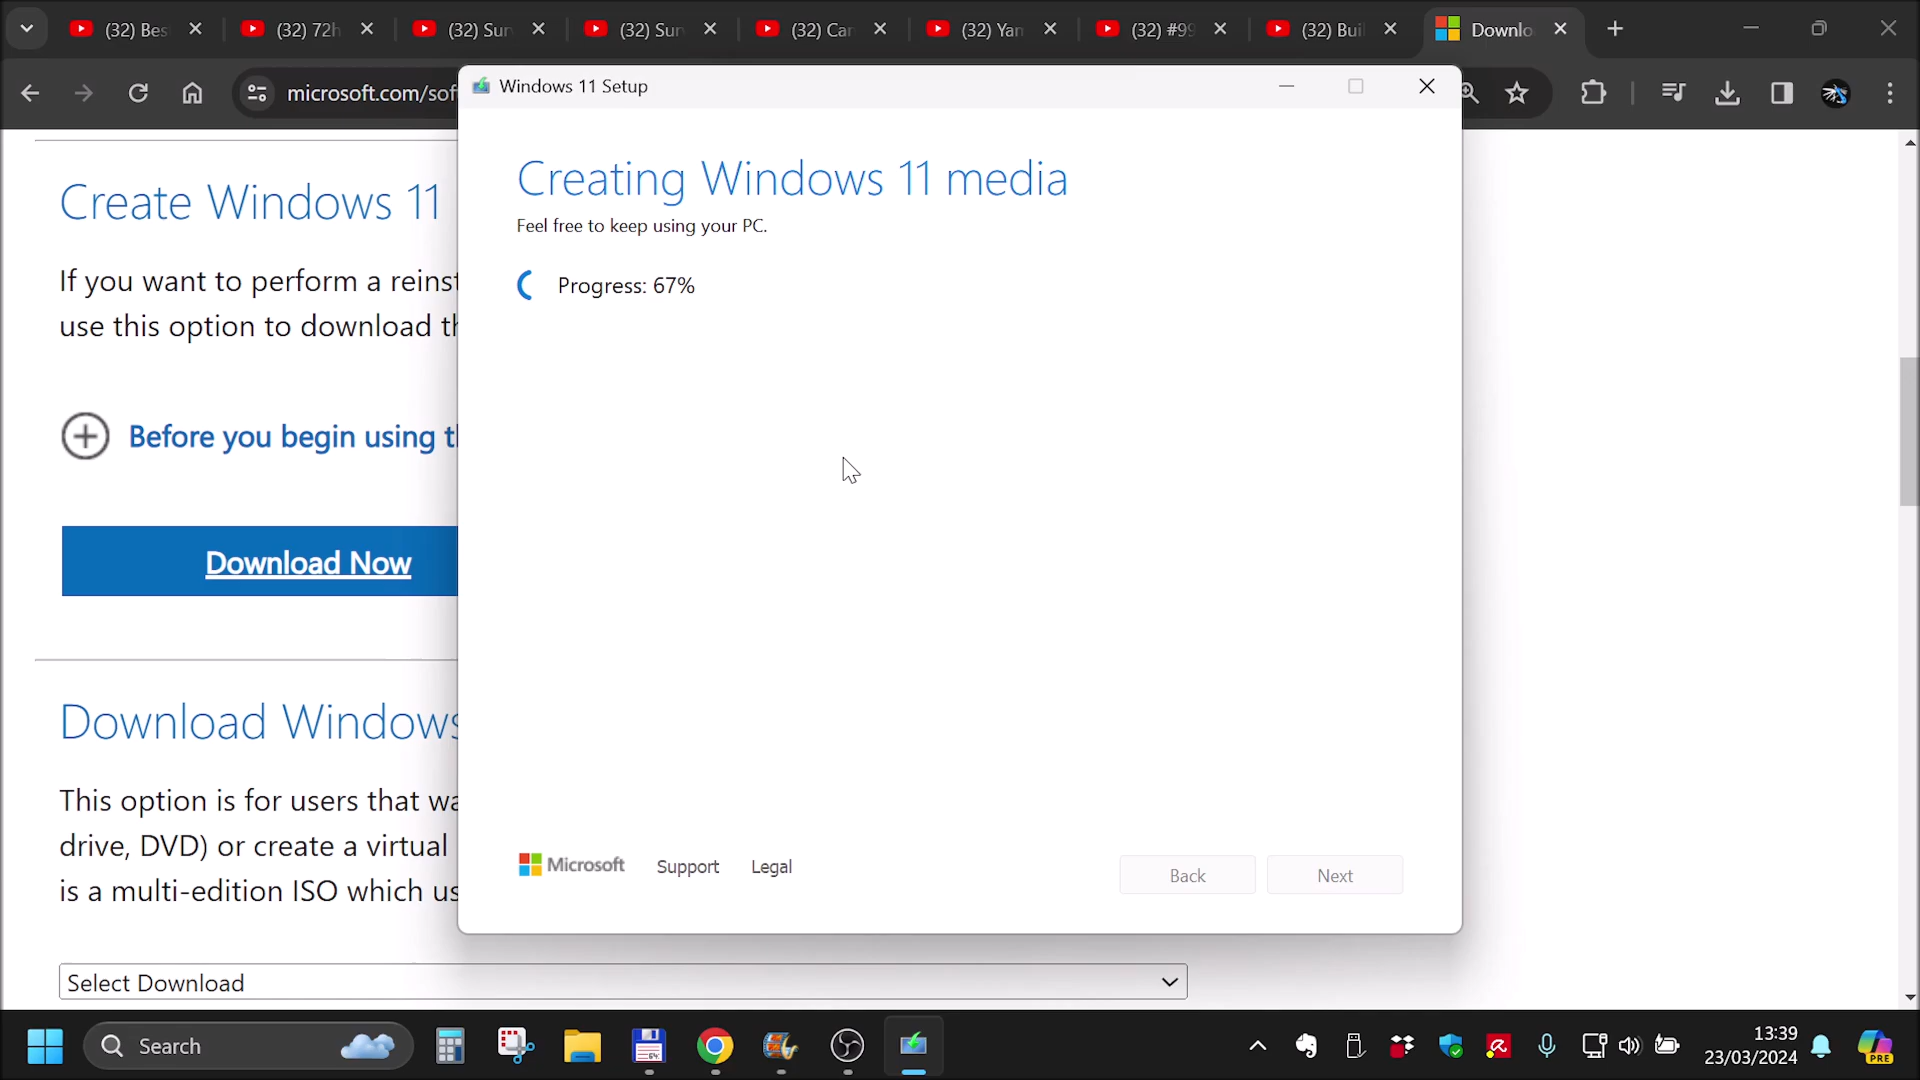 (32) Bes
(32) 72h
(32) Sur
(32) Sur
(32) Car
(32) Yan
(32) #99
(32) Buil
Downlo
microsoft.com/sof
Windows 11 Setup
Creating Windows 11 media
Feel free to keep using your PC.
Progress: 67%
Microsoft
Support
Legal
Back
Next
Create Windows 11
If you want to perform a reinst
use this option to download th
Before you begin using th
Download Now
Download Windows
This option is for users that wa
drive, DVD) or create a virtual
is a multi-edition ISO which us
Select Download
Search
64
13:39
23/03/2024
PRE